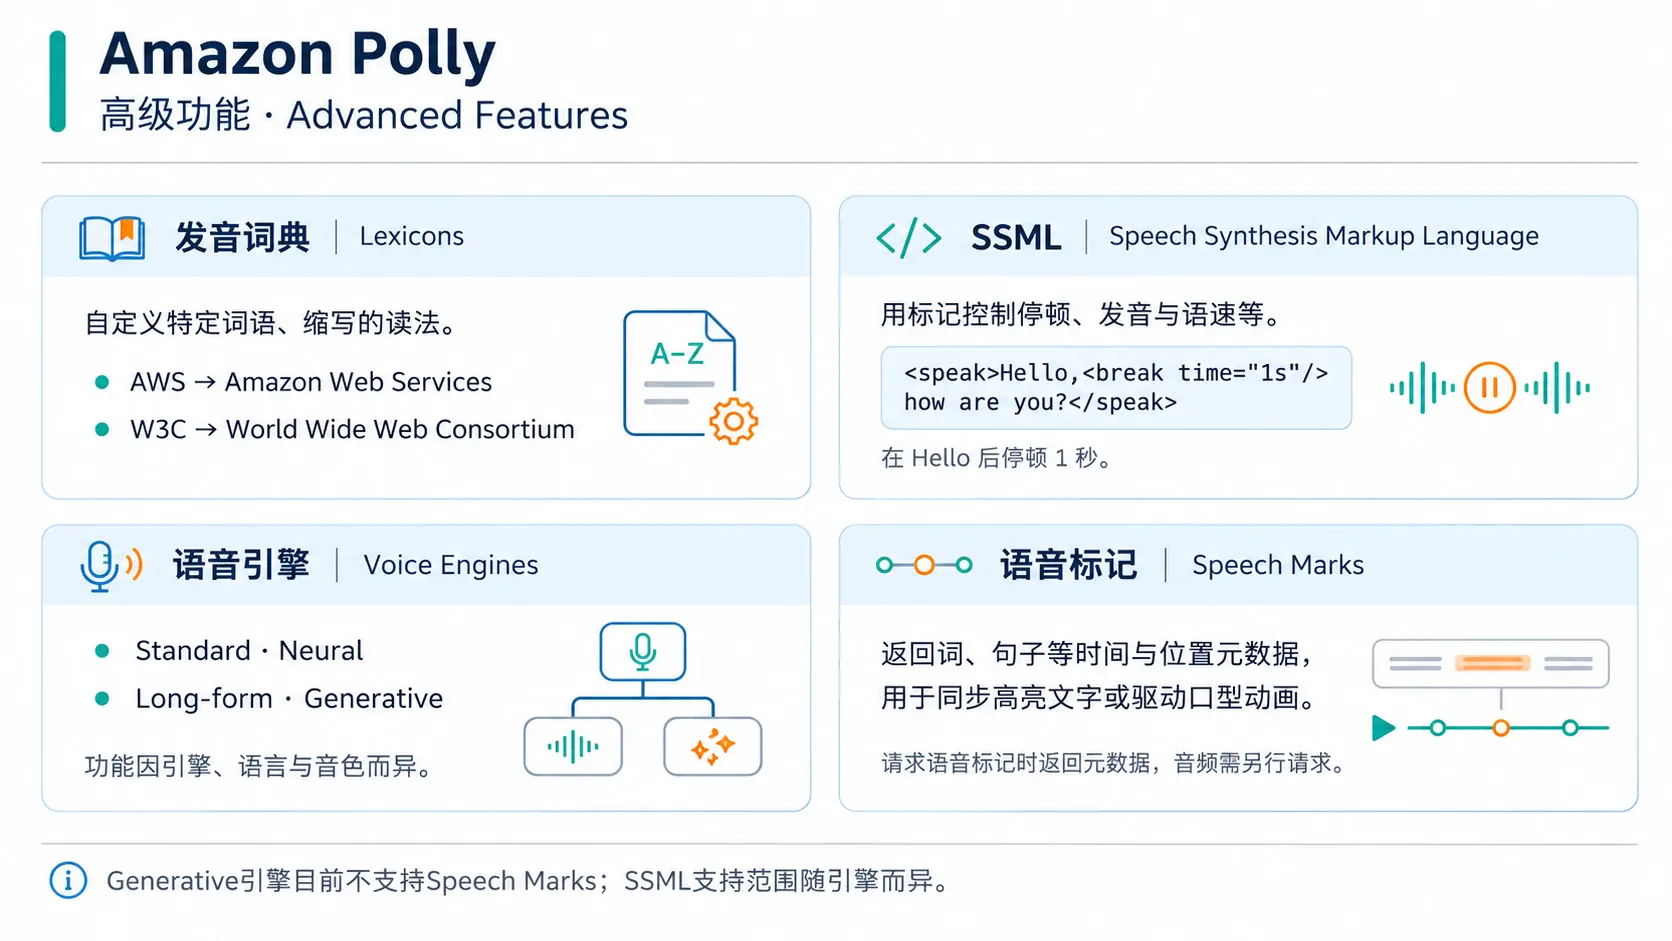 Amazon Polly
高级功能 · Advanced Features
发音词典 | Lexicons
自定义特定词语、缩写的读法。
AWS → Amazon Web Services
W3C → World Wide Web Consortium
A–Z
</> SSML | Speech Synthesis Markup Language
用标记控制停顿、发音与语速等。
<speak>Hello,<break time="1s"/>
how are you?</speak>
在 Hello 后停顿 1 秒。
语音引擎 | Voice Engines
Standard · Neural
Long-form · Generative
功能因引擎、语言与音色而异。
语音标记 | Speech Marks
返回词、句子等时间与位置元数据，
用于同步高亮文字或驱动口型动画。
请求语音标记时返回元数据，音频需另行请求。
Generative引擎目前不支持Speech Marks；SSML支持范围随引擎而异。